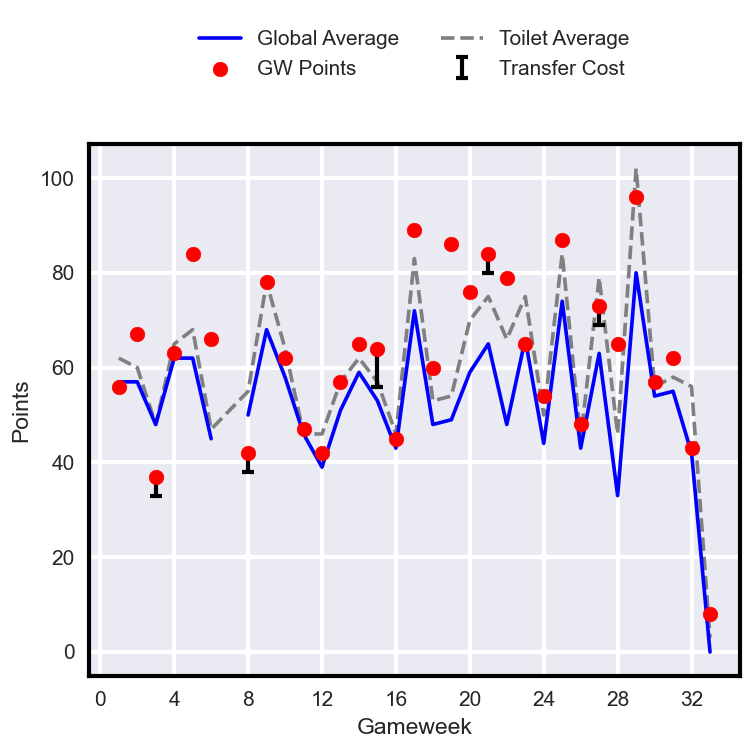 Global Average
Toilet Average
GW Points
Transfer Cost
100
80
60
40
20
0
Points
0 4 8 12 16 20 24 28 32
Gameweek